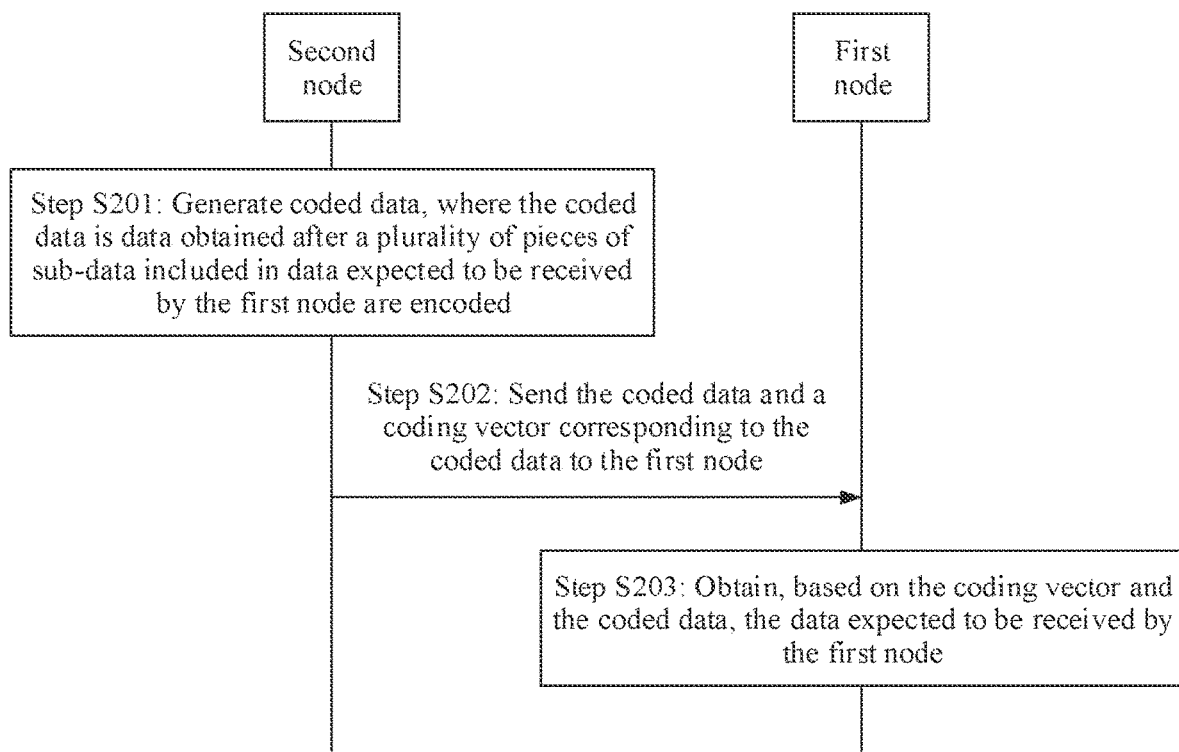 Second
node
First
node
Step S201: Generate coded data, where the coded
data is data obtained after a plurality of pieces of
sub-data included in data expected to be received
by the first node are encoded
Step S202: Send the coded data and a
coding vector corresponding to the
coded data to the first node
Step S203: Obtain, based on the coding vector and
the coded data, the data expected to be received by
the first node